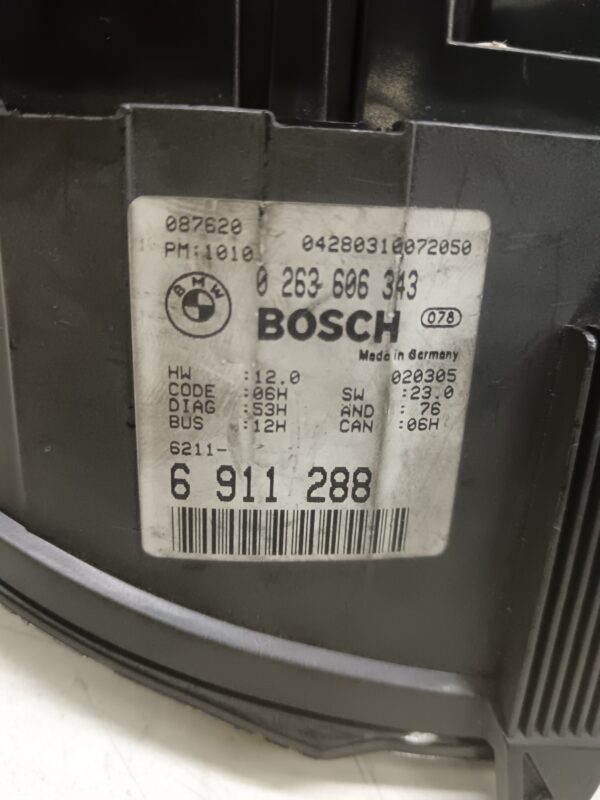 087620
PM:1010 04280310072050
BMW
0 263 606 343
BOSCH 078
Made in Germany
HW :12.0 020305
CODE :06H SW :23.0
DIAG :53H AND : 76
BUS :12H CAN :06H
6211-
6 911 288